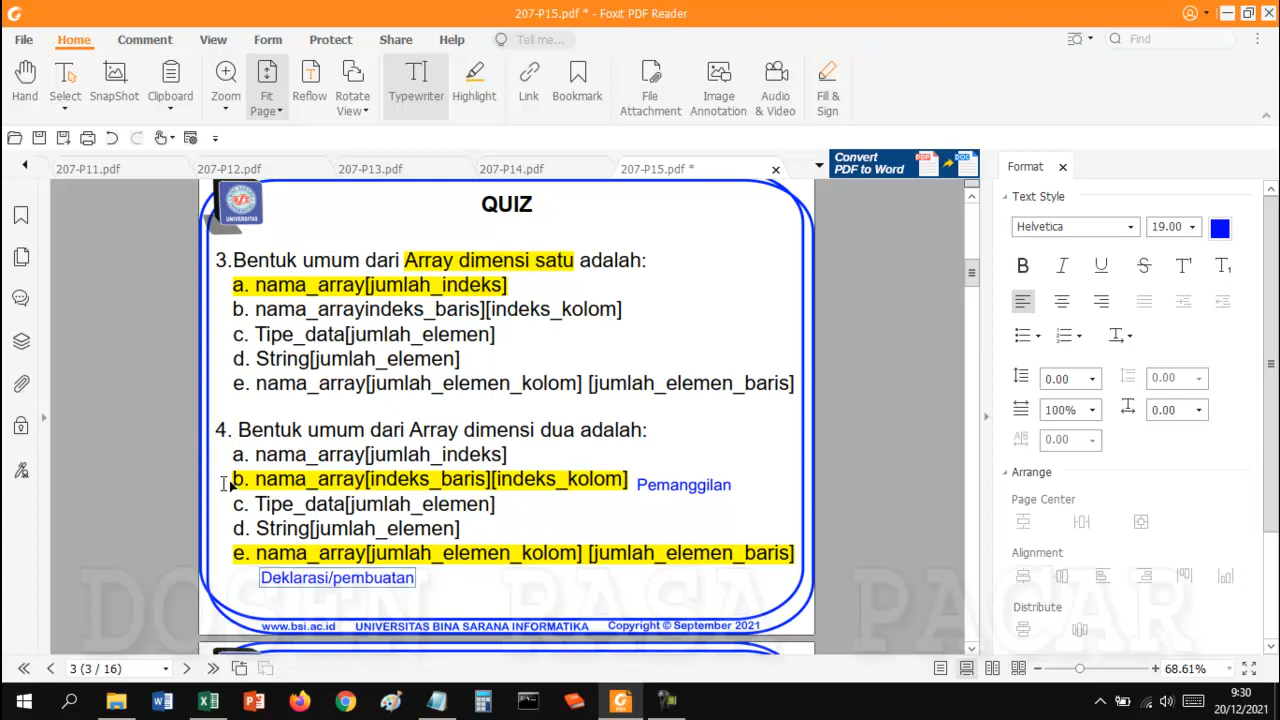 207-P15.pdf * - Foxit PDF Reader
File Home Comment View Form Protect Share Help Tell me... Find
Hand Select SnapShot Clipboard Zoom Fit Page Reflow Rotate View Typewriter Highlight Link Bookmark File Attachment Image Annotation Audio & Video Fill & Sign
207-P11.pdf 207-P12.pdf 207-P13.pdf 207-P14.pdf 207-P15.pdf *
Convert PDF to Word PDF DOC
UNIVERSITAS
QUIZ
3.Bentuk umum dari Array dimensi satu adalah:
a. nama_array[jumlah_indeks]
b. nama_arrayindeks_baris][indeks_kolom]
c. Tipe_data[jumlah_elemen]
d. String[jumlah_elemen]
e. nama_array[jumlah_elemen_kolom] [jumlah_elemen_baris]
4. Bentuk umum dari Array dimensi dua adalah:
a. nama_array[jumlah_indeks]
b. nama_array[indeks_baris][indeks_kolom] Pemanggilan
c. Tipe_data[jumlah_elemen]
d. String[jumlah_elemen]
e. nama_array[jumlah_elemen_kolom] [jumlah_elemen_baris]
Deklarasi/pembuatan
DOSEN RASA PACAR
www.bsi.ac.id UNIVERSITAS BINA SARANA INFORMATIKA Copyright © September 2021
Format
Text Style
Helvetica 19.00
0.00 0.00
100% 0.00
0.00
Arrange
Page Center
Alignment
Distribute
3 (3 / 16) 68.61%
9:30
20/12/2021